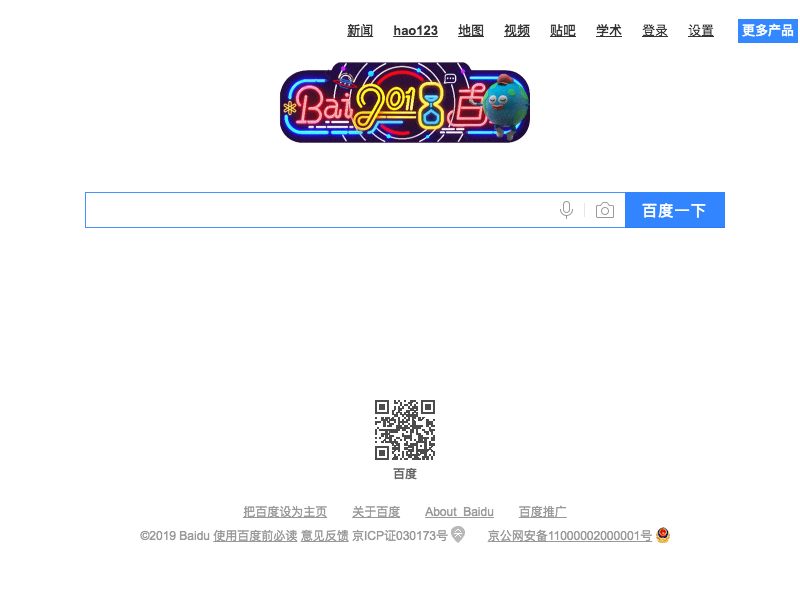 新闻 hao123 地图 视频 贴吧 学术 登录 设置 更多产品
Bai 2018 百
百度一下
百度
把百度设为主页 关于百度 About Baidu 百度推广
©2019 Baidu 使用百度前必读 意见反馈 京ICP证030173号 京公网安备11000002000001号